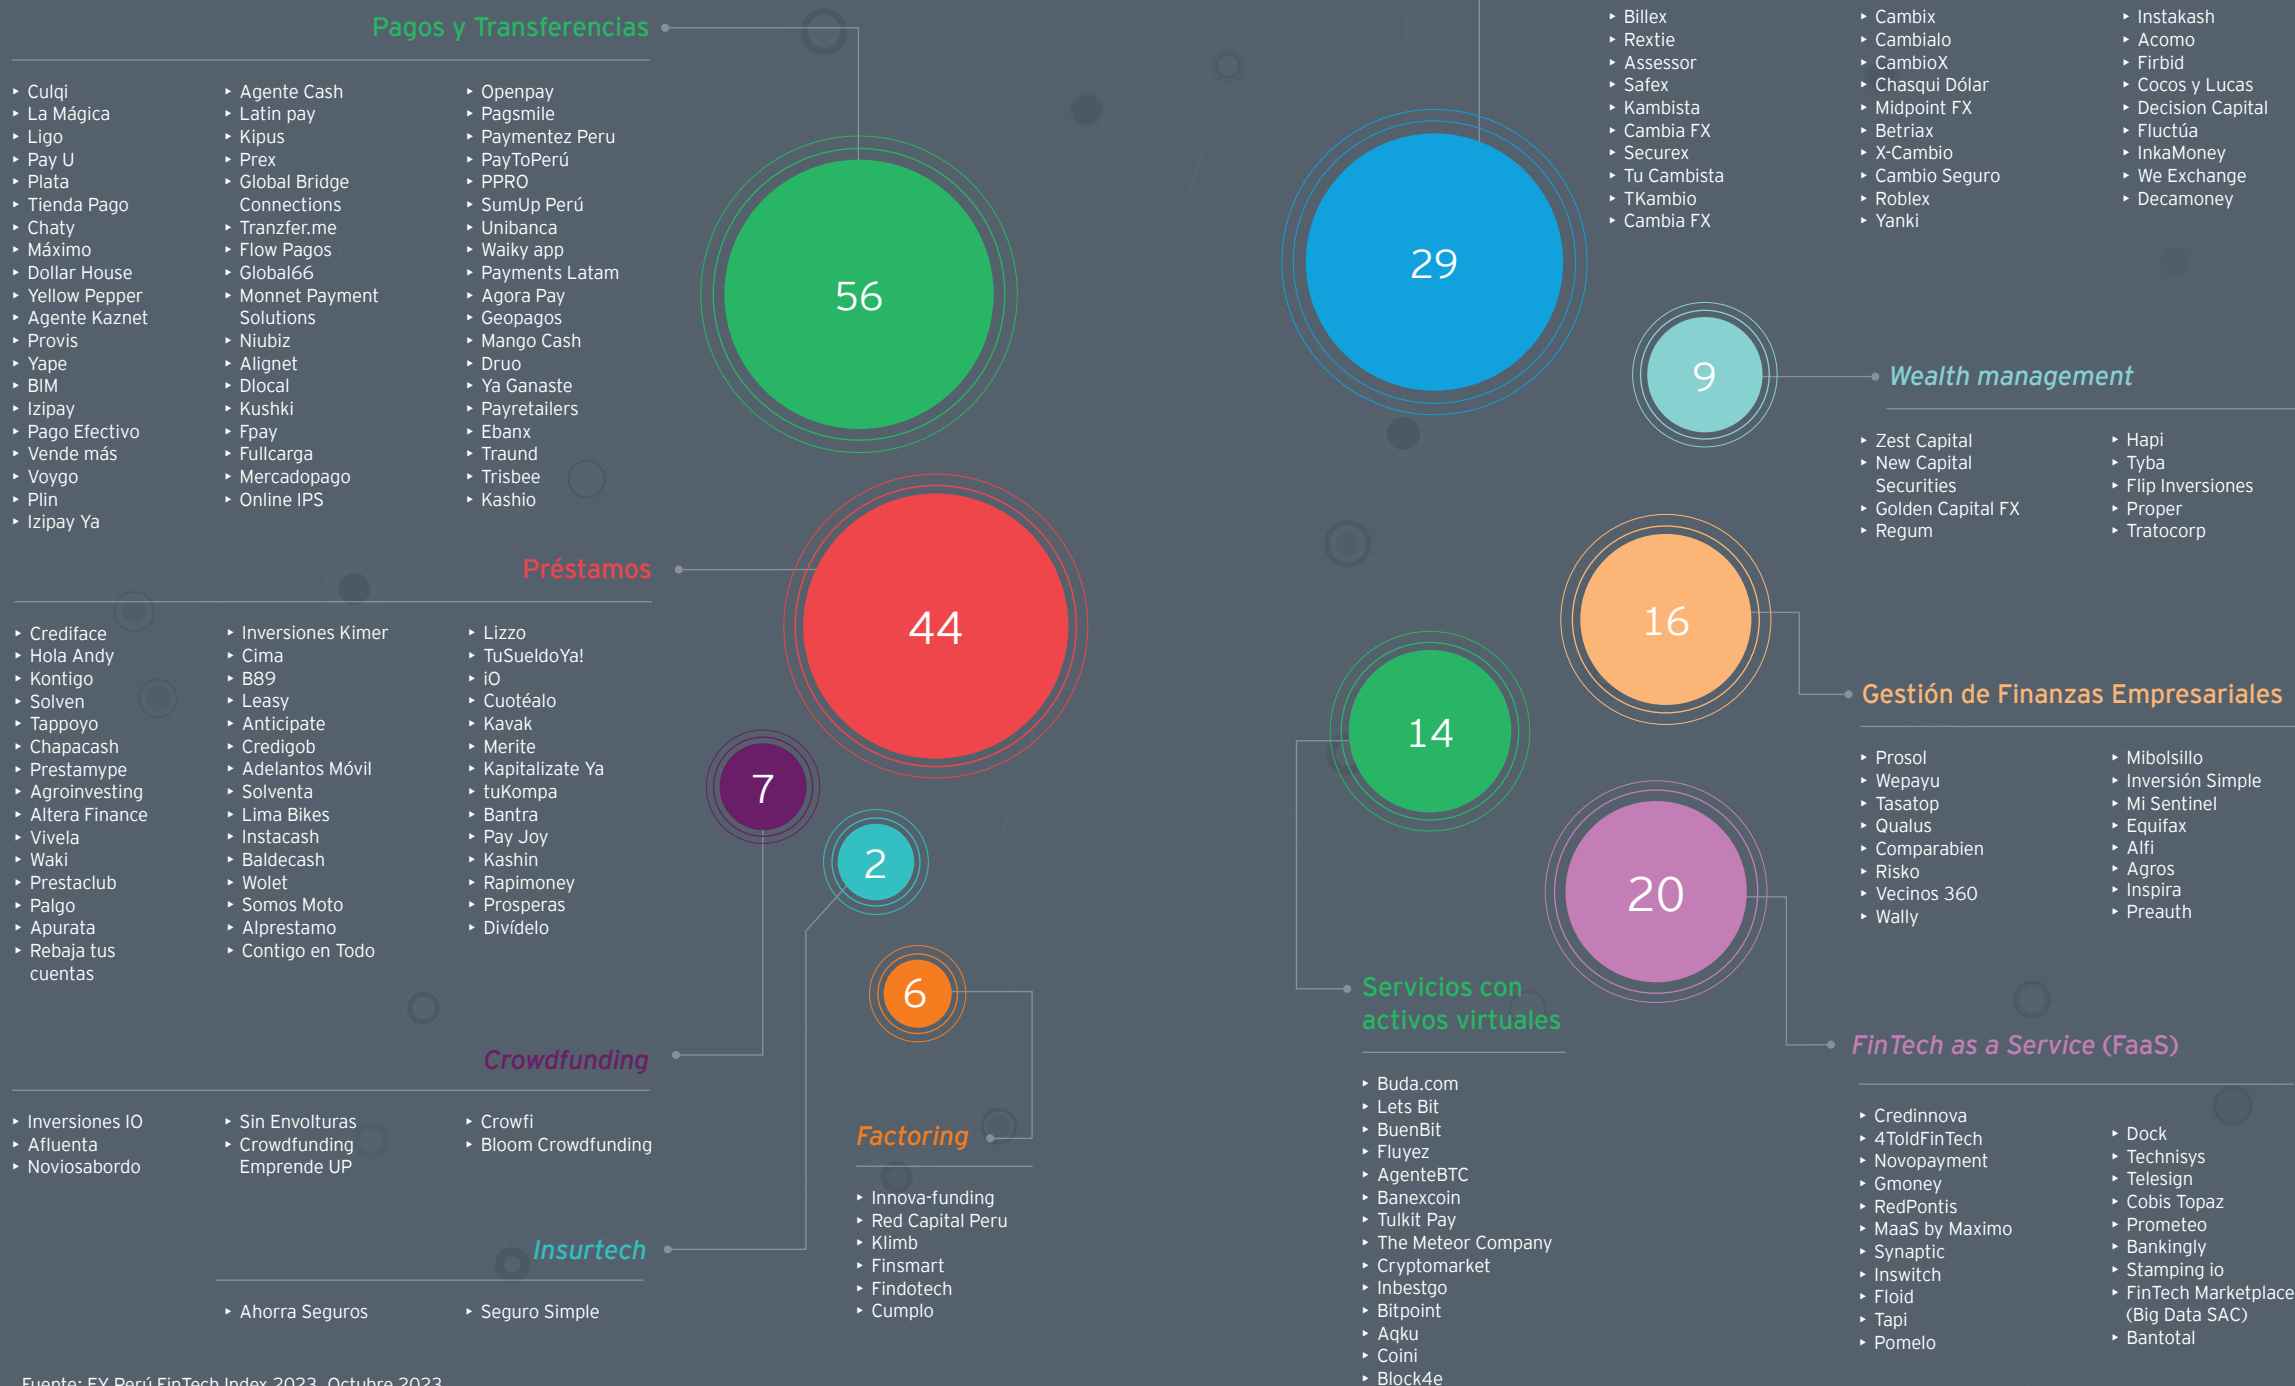 Pagos y Transferencias
Culqi
La Mágica
Ligo
Pay U
Plata
Tienda Pago
Chaty
Máximo
Dollar House
Yellow Pepper
Agente Kaznet
Provis
Yape
BIM
Izipay
Pago Efectivo
Vende más
Voygo
Plin
Izipay Ya
Agente Cash
Latin pay
Kipus
Prex
Global Bridge
Connections
Tranzfer.me
Flow Pagos
Global66
Monnet Payment
Solutions
Niubiz
Alignet
Dlocal
Kushki
Fpay
Fullcarga
Mercadopago
Online IPS
Openpay
Pagsmile
Paymentez Peru
PayToPerú
PPRO
SumUp Perú
Unibanca
Waiky app
Payments Latam
Agora Pay
Geopagos
Mango Cash
Druo
Ya Ganaste
Payretailers
Ebanx
Traund
Trisbee
Kashio
56
Préstamos
Crediface
Hola Andy
Kontigo
Solven
Tappoyo
Chapacash
Prestamype
Agroinvesting
Altera Finance
Vivela
Waki
Prestaclub
Palgo
Apurata
Rebaja tus
cuentas
Inversiones Kimer
Cima
B89
Leasy
Anticipate
Credigob
Adelantos Móvil
Solventa
Lima Bikes
Instacash
Baldecash
Wolet
Somos Moto
Alprestamo
Contigo en Todo
Lizzo
TuSueldoYa!
iO
Cuotéalo
Kavak
Merite
Kapitalizate Ya
tuKompa
Bantra
Pay Joy
Kashin
Rapimoney
Prosperas
Divídelo
44
7
2
6
Crowdfunding
Inversiones IO
Afluenta
Noviosabordo
Sin Envolturas
Crowdfunding
Emprende UP
Crowfi
Bloom Crowdfunding
Insurtech
Ahorra Seguros
Seguro Simple
Factoring
Innova-funding
Red Capital Peru
Klimb
Finsmart
Findotech
Cumplo
Fuente: EY Perú FinTech Index 2023, Octubre 2023
29
Billex
Rextie
Assessor
Safex
Kambista
Cambia FX
Securex
Tu Cambista
TKambio
Cambia FX
Cambix
Cambialo
CambioX
Chasqui Dólar
Midpoint FX
Betriax
X-Cambio
Cambio Seguro
Roblex
Yanki
Instakash
Acomo
Firbid
Cocos y Lucas
Decision Capital
Fluctúa
InkaMoney
We Exchange
Decamoney
9
Wealth management
Zest Capital
New Capital
Securities
Golden Capital FX
Regum
Hapi
Tyba
Flip Inversiones
Proper
Tratocorp
16
Gestión de Finanzas Empresariales
Prosol
Wepayu
Tasatop
Qualus
Comparabien
Risko
Vecinos 360
Wally
Mibolsillo
Inversión Simple
Mi Sentinel
Equifax
Alfi
Agros
Inspira
Preauth
14
20
Servicios con
activos virtuales
Buda.com
Lets Bit
BuenBit
Fluyez
AgenteBTC
Banexcoin
Tulkit Pay
The Meteor Company
Cryptomarket
Inbestgo
Bitpoint
Aqku
Coini
Block4e
FinTech as a Service (FaaS)
Credinnova
4ToldFinTech
Novopayment
Gmoney
RedPontis
MaaS by Maximo
Synaptic
Inswitch
Floid
Tapi
Pomelo
Dock
Technisys
Telesign
Cobis Topaz
Prometeo
Bankingly
Stamping io
FinTech Marketplace
(Big Data SAC)
Bantotal